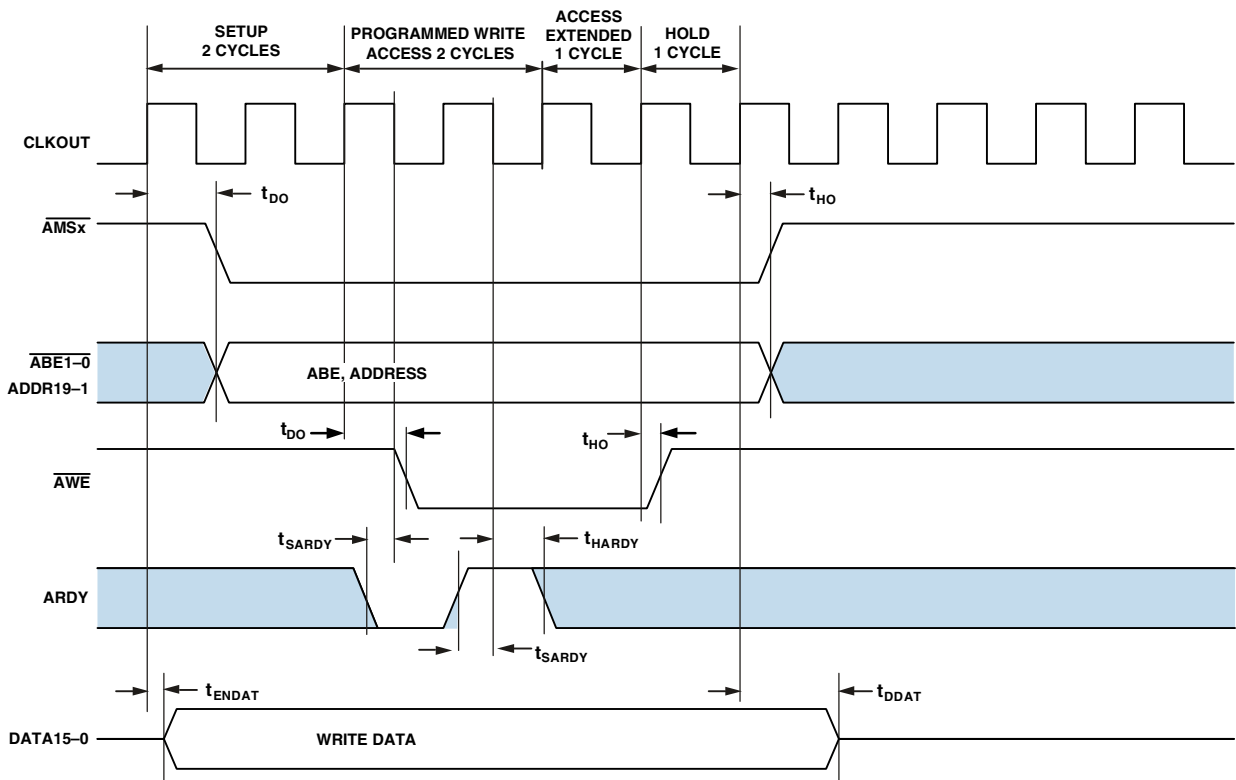 SETUP
2 CYCLES
PROGRAMMED WRITE
ACCESS 2 CYCLES
ACCESS
EXTENDED
1 CYCLE
HOLD
1 CYCLE
CLKOUT
tDO
tHO
AMSx
ABE1–0
ADDR19–1
ABE, ADDRESS
tDO
tHO
AWE
tSARDY
tHARDY
ARDY
tSARDY
tENDAT
tDDAT
DATA15–0
WRITE DATA